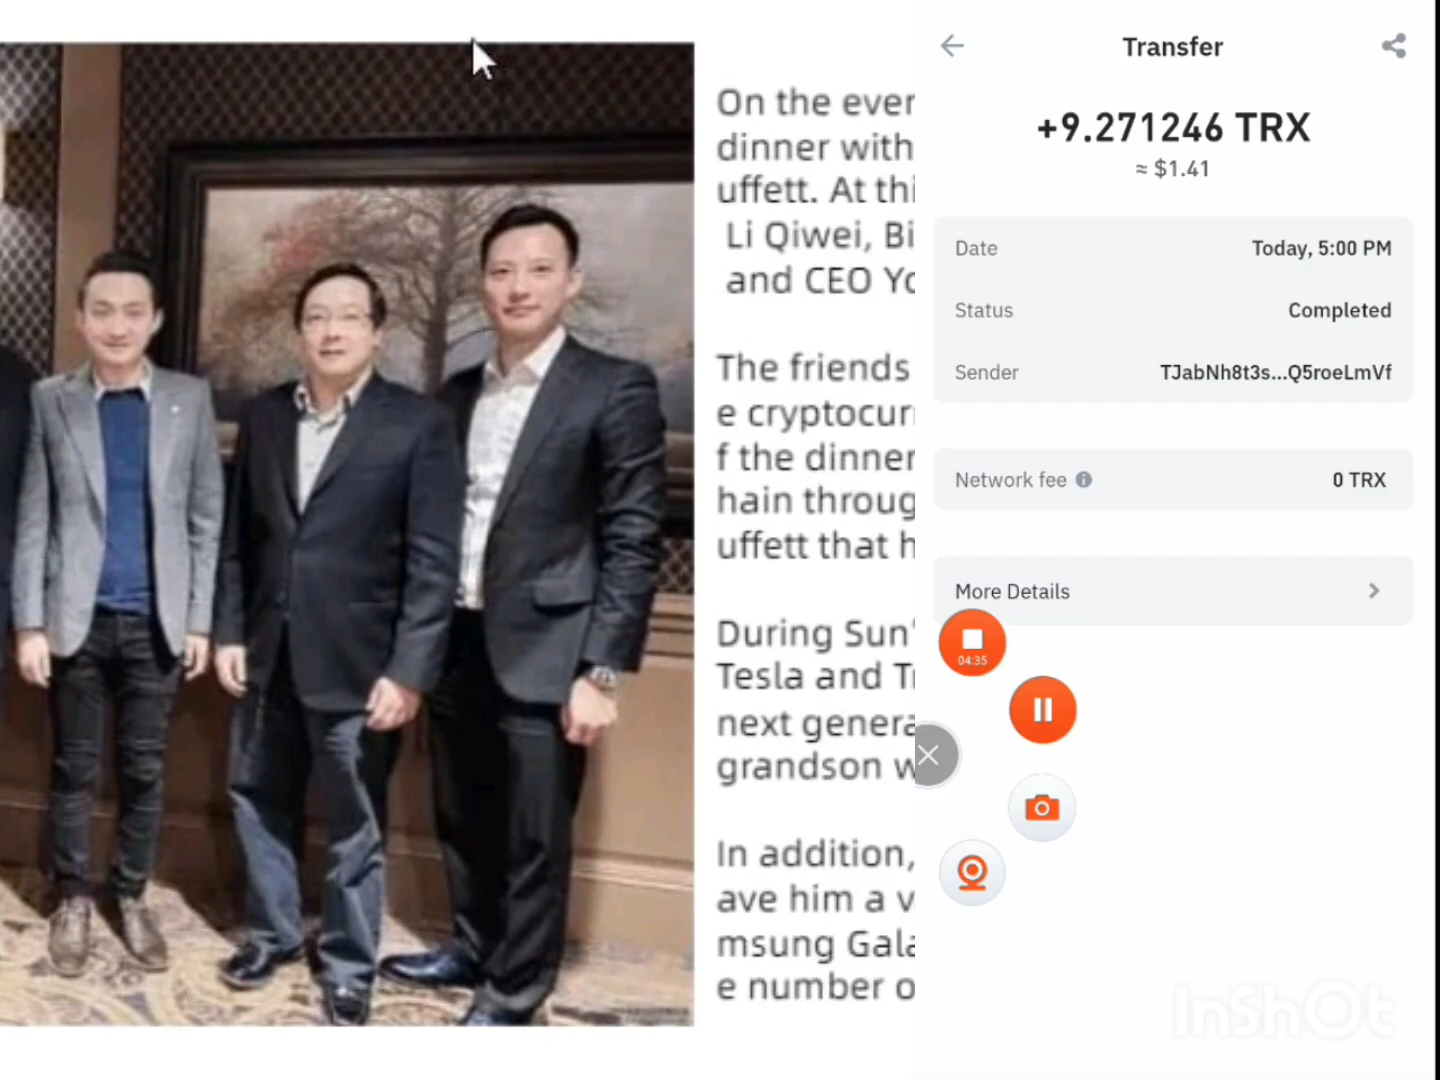 On the ever
dinner with
uffett. At thi
Li Qiwei, Bi
and CEO Yo
The friends
e cryptocurr
f the dinner
hain throug
uffett that h
During Sun'
Tesla and Tr
next genera
grandson w
In addition,
ave him a v
msung Gala
e number o
Transfer
+9.271246 TRX
≈ $1.41
Date Today, 5:00 PM
Status Completed
Sender TJabNh8t3s...Q5roeLmVf
Network fee 0 TRX
More Details
04:35
InShOt